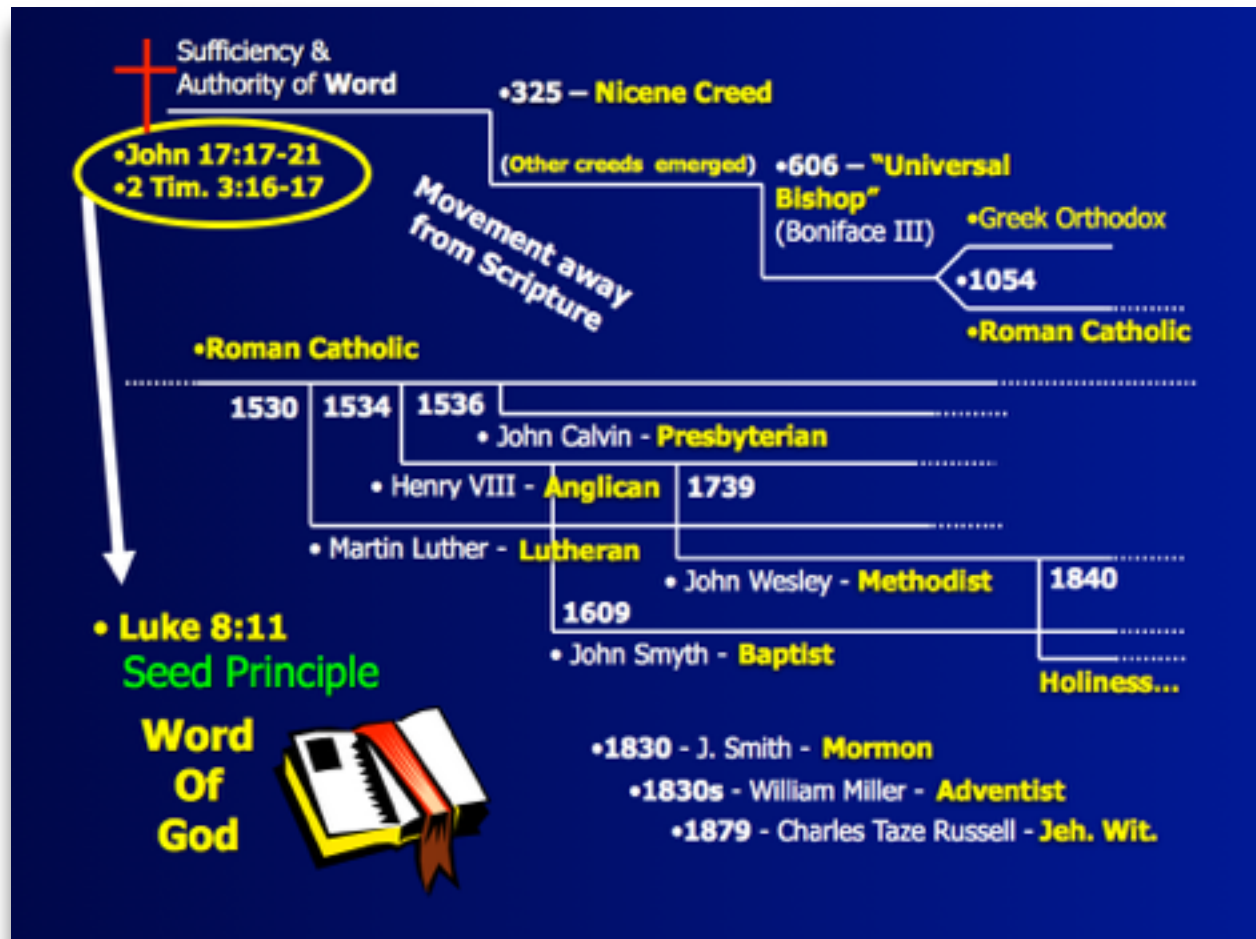 Sufficiency &
Authority of Word
•325 – Nicene Creed
•John 17:17-21
•2 Tim. 3:16-17
(Other creeds emerged)
•606 – "Universal
Bishop"
(Boniface III)
Movement away
from Scripture
•Greek Orthodox
•1054
•Roman Catholic
•Roman Catholic
1530
1534
1536
• John Calvin - Presbyterian
• Henry VIII - Anglican
1739
• Martin Luther - Lutheran
• John Wesley - Methodist
1840
1609
• John Smyth - Baptist
Holiness...
• Luke 8:11
Seed Principle
Word
Of
God
•1830 - J. Smith - Mormon
•1830s - William Miller - Adventist
•1879 - Charles Taze Russell - Jeh. Wit.